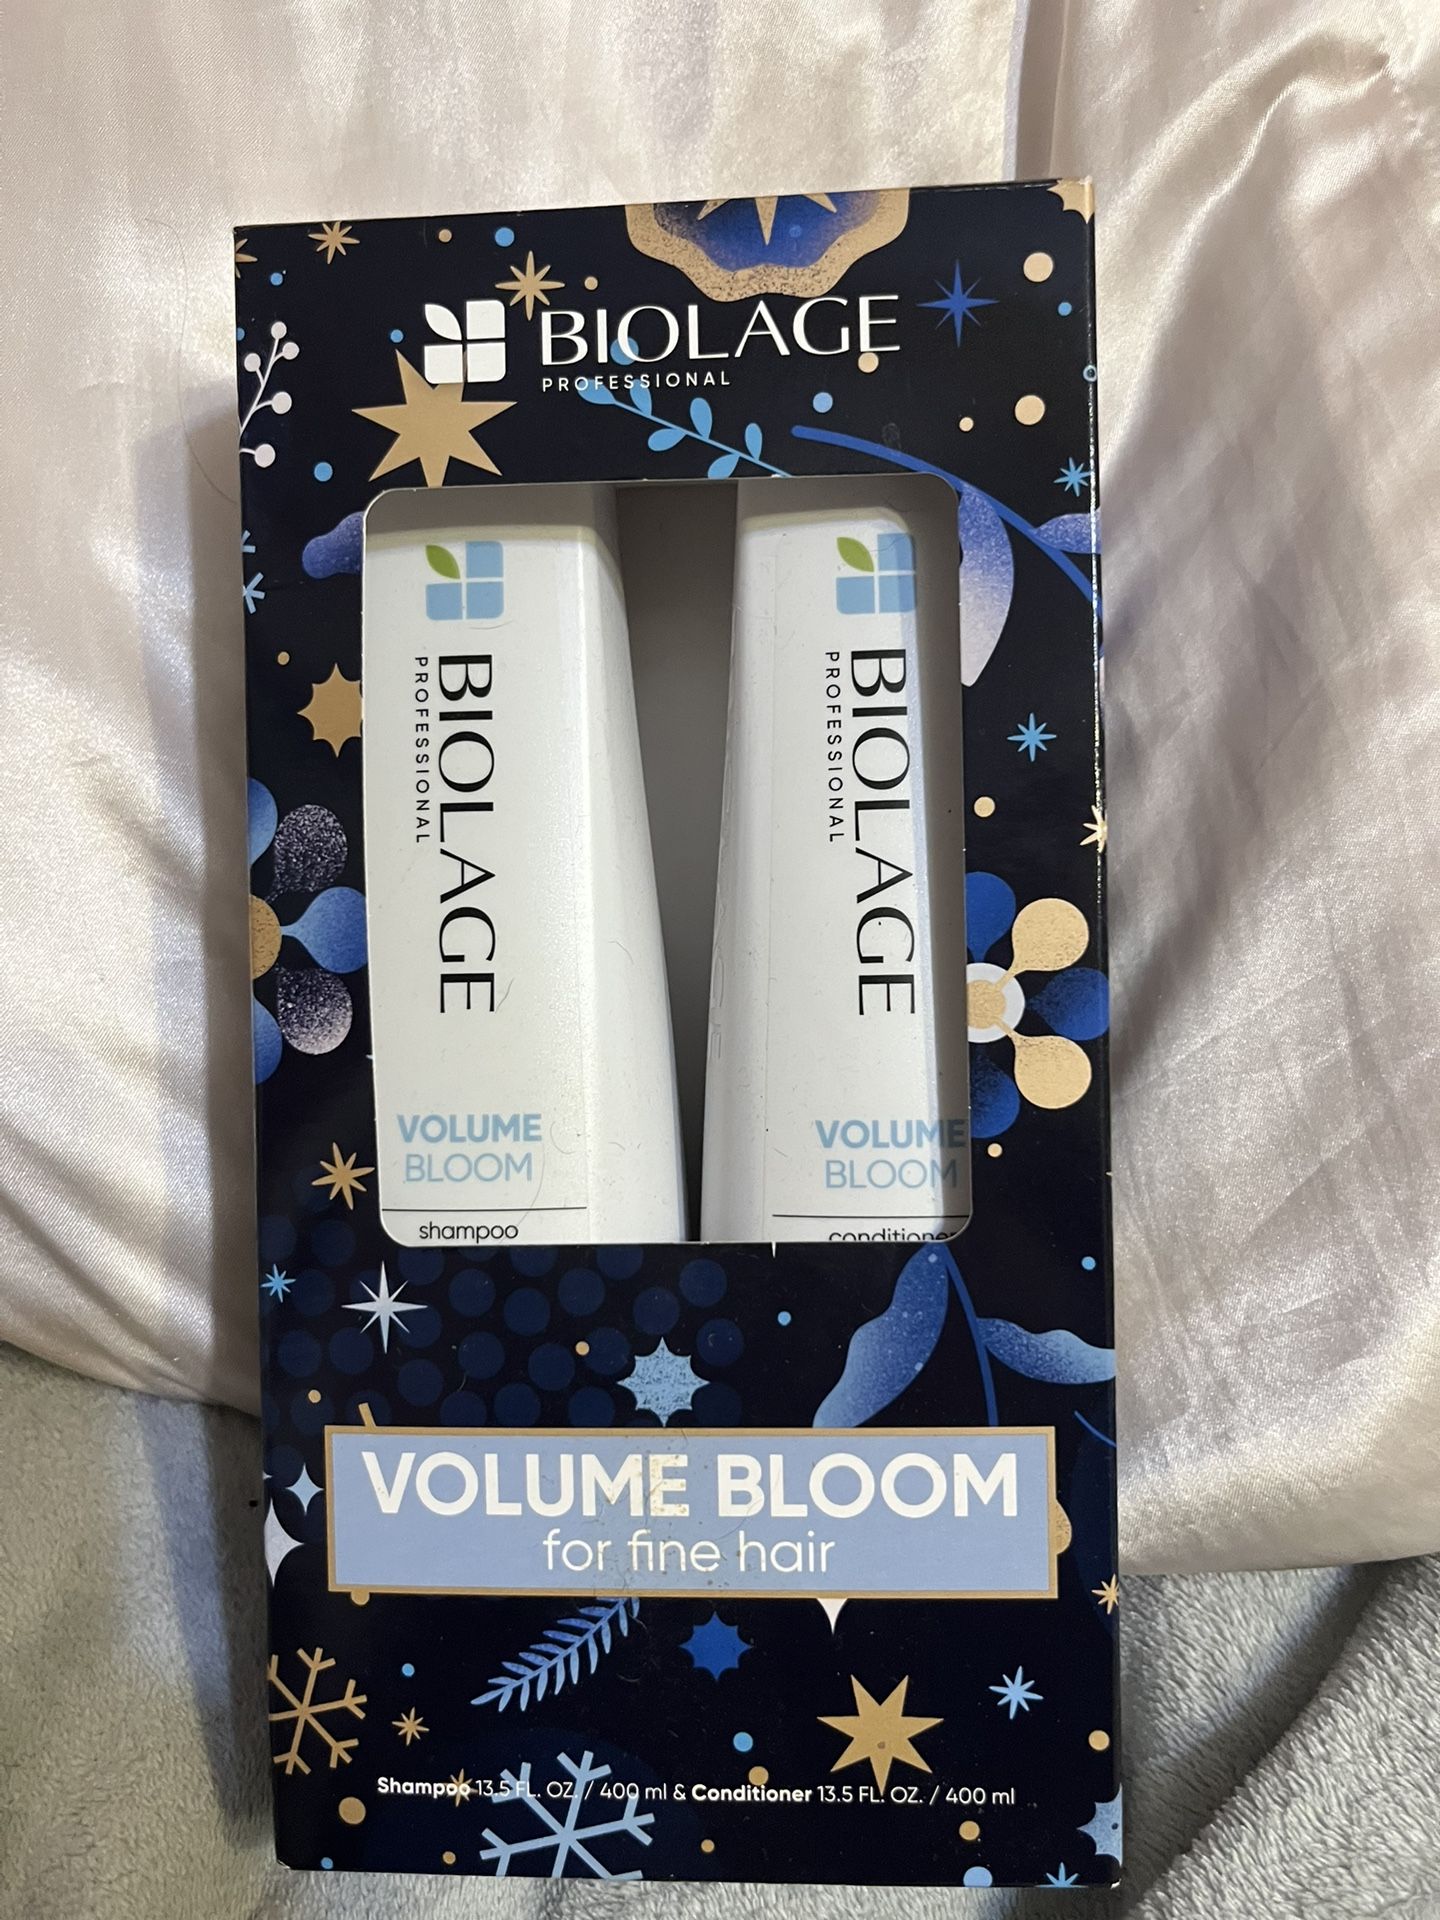 BIOLAGE
PROFESSIONAL
BIOLAGE
PROFESSIONAL
VOLUME
BLOOM
shampoo
BIOLAGE
PROFESSIONAL
VOLUME
BLOOM
conditioner
VOLUME BLOOM
for fine hair
Shampoo 13.5 FL. OZ. / 400 ml & Conditioner 13.5 FL. OZ. / 400 ml